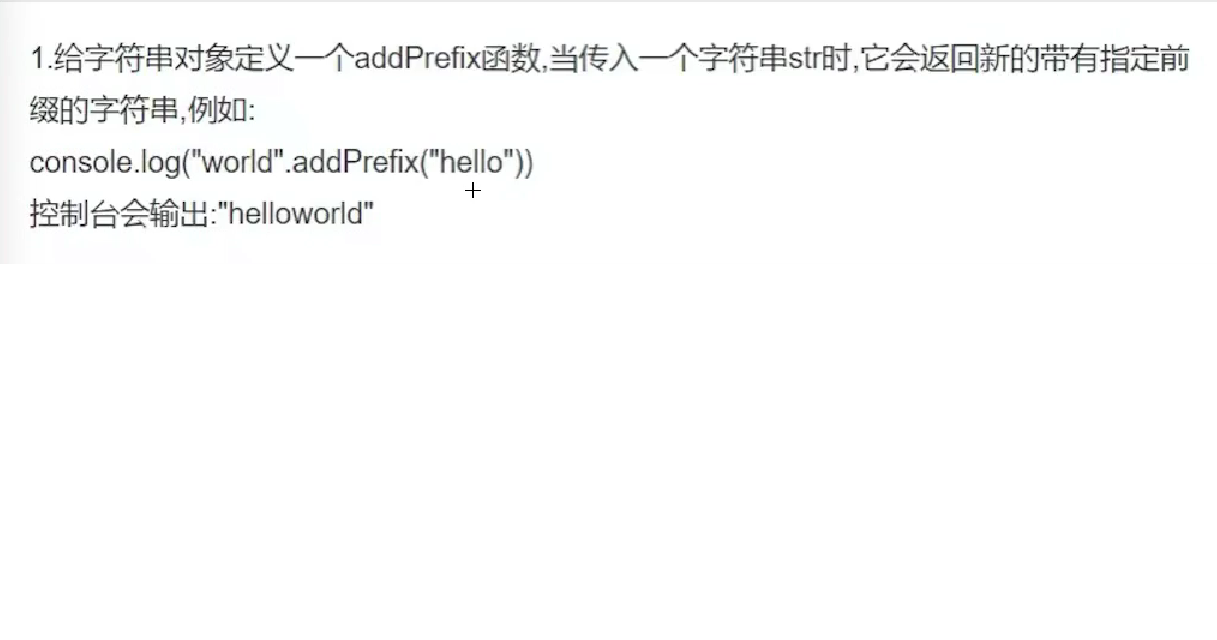 1.给字符串对象定义一个addPrefix函数,当传入一个字符串str时,它会返回新的带有指定前
缀的字符串,例如:
console.log("world".addPrefix("hello"))
控制台会输出:"helloworld"